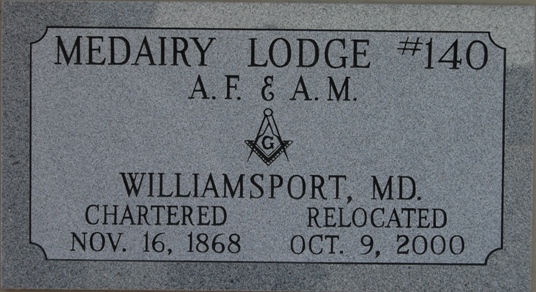 MEDAIRY LODGE #140
A.F. & A.M.
G
WILLIAMSPORT, MD.
CHARTERED RELOCATED
NOV. 16, 1868 OCT. 9, 2000